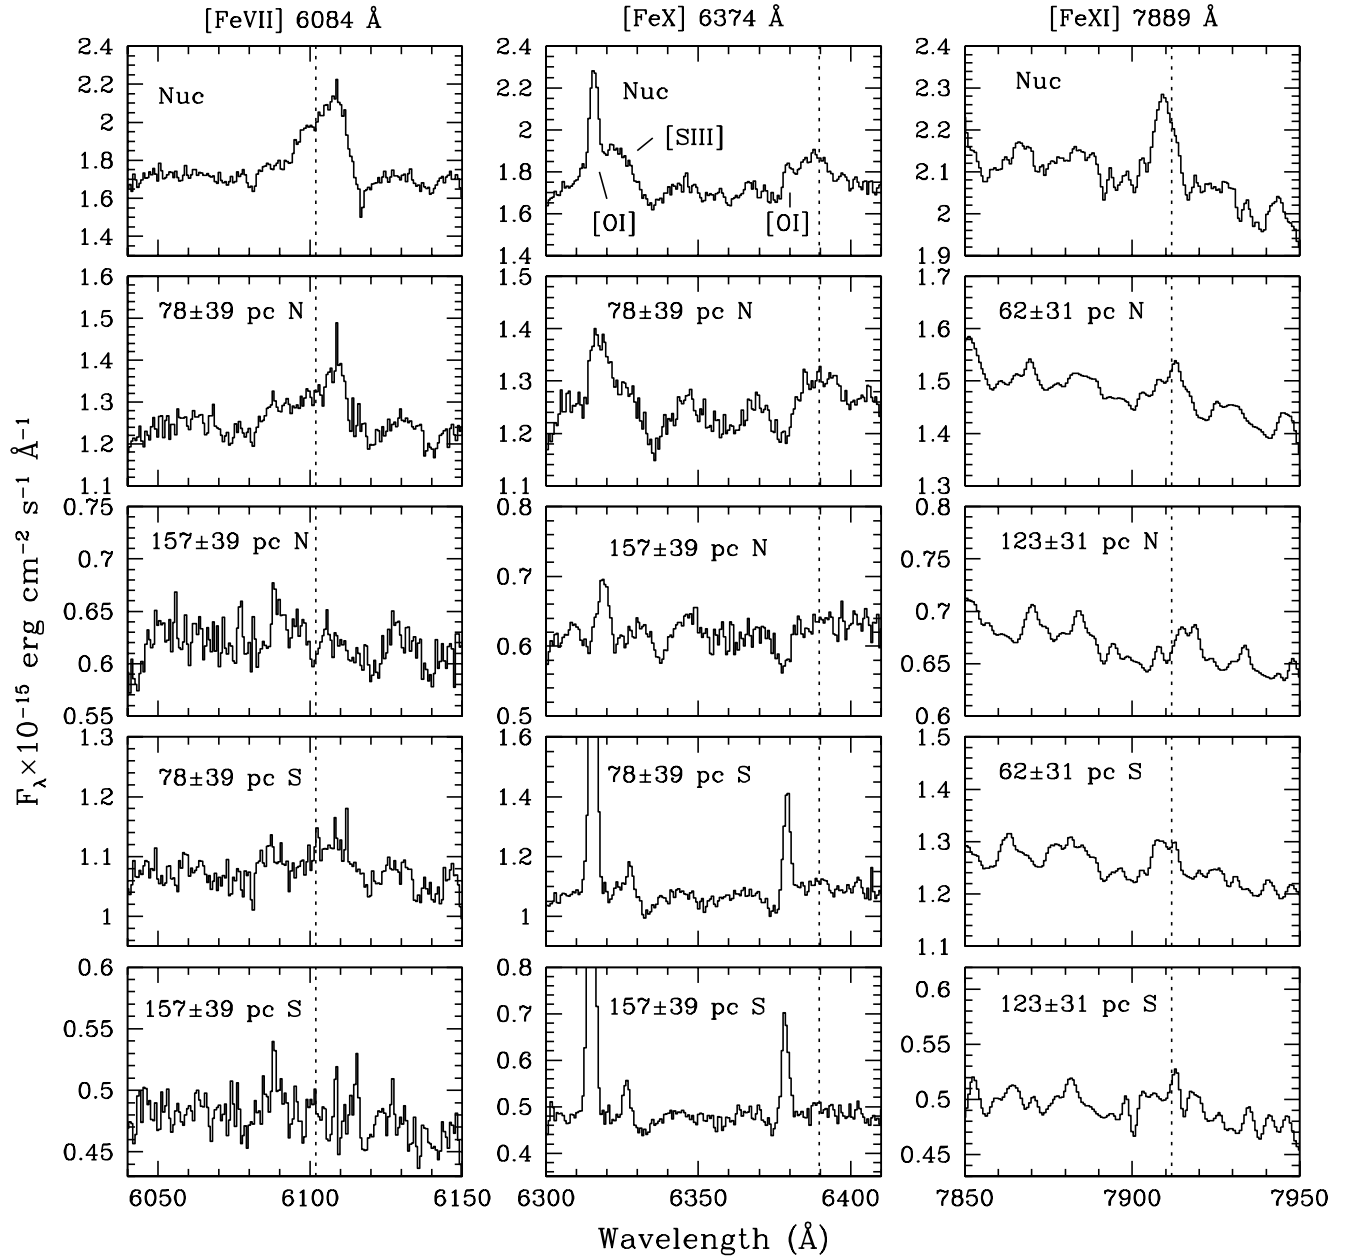 [FeVII] 6084 Å [FeX] 6374 Å [FeXI] 7889 Å
2.4 2.4 2.4
2.2 2.2 2.3
2 2 2.2
1.8 1.8 2.1
1.6 1.6 2
1.4 1.4 1.9
Nuc Nuc Nuc
[SIII]
[OI] [OI]
1.6 1.5 1.7
1.5 1.4 1.6
1.4 1.3 1.5
1.3 1.2 1.4
1.2 1.1 1.3
1.1
78±39 pc N 78±39 pc N 62±31 pc N
0.75 0.8 0.8
0.7 0.7 0.75
0.65 0.6 0.7
0.6 0.5 0.65
0.55 0.6
157±39 pc N 157±39 pc N 123±31 pc N
1.3 1.6 1.5
1.2 1.4 1.4
1.1 1.2 1.3
1 1 1.2
1.1
78±39 pc S 78±39 pc S 62±31 pc S
0.6 0.8 0.6
0.55 0.7 0.55
0.5 0.6 0.5
0.45 0.5 0.45
0.4
157±39 pc S 157±39 pc S 123±31 pc S
6050 6100 6150 6300 6350 6400 7850 7900 7950
Wavelength (Å)
F_λ×10⁻¹⁵ erg cm⁻² s⁻¹ Å⁻¹